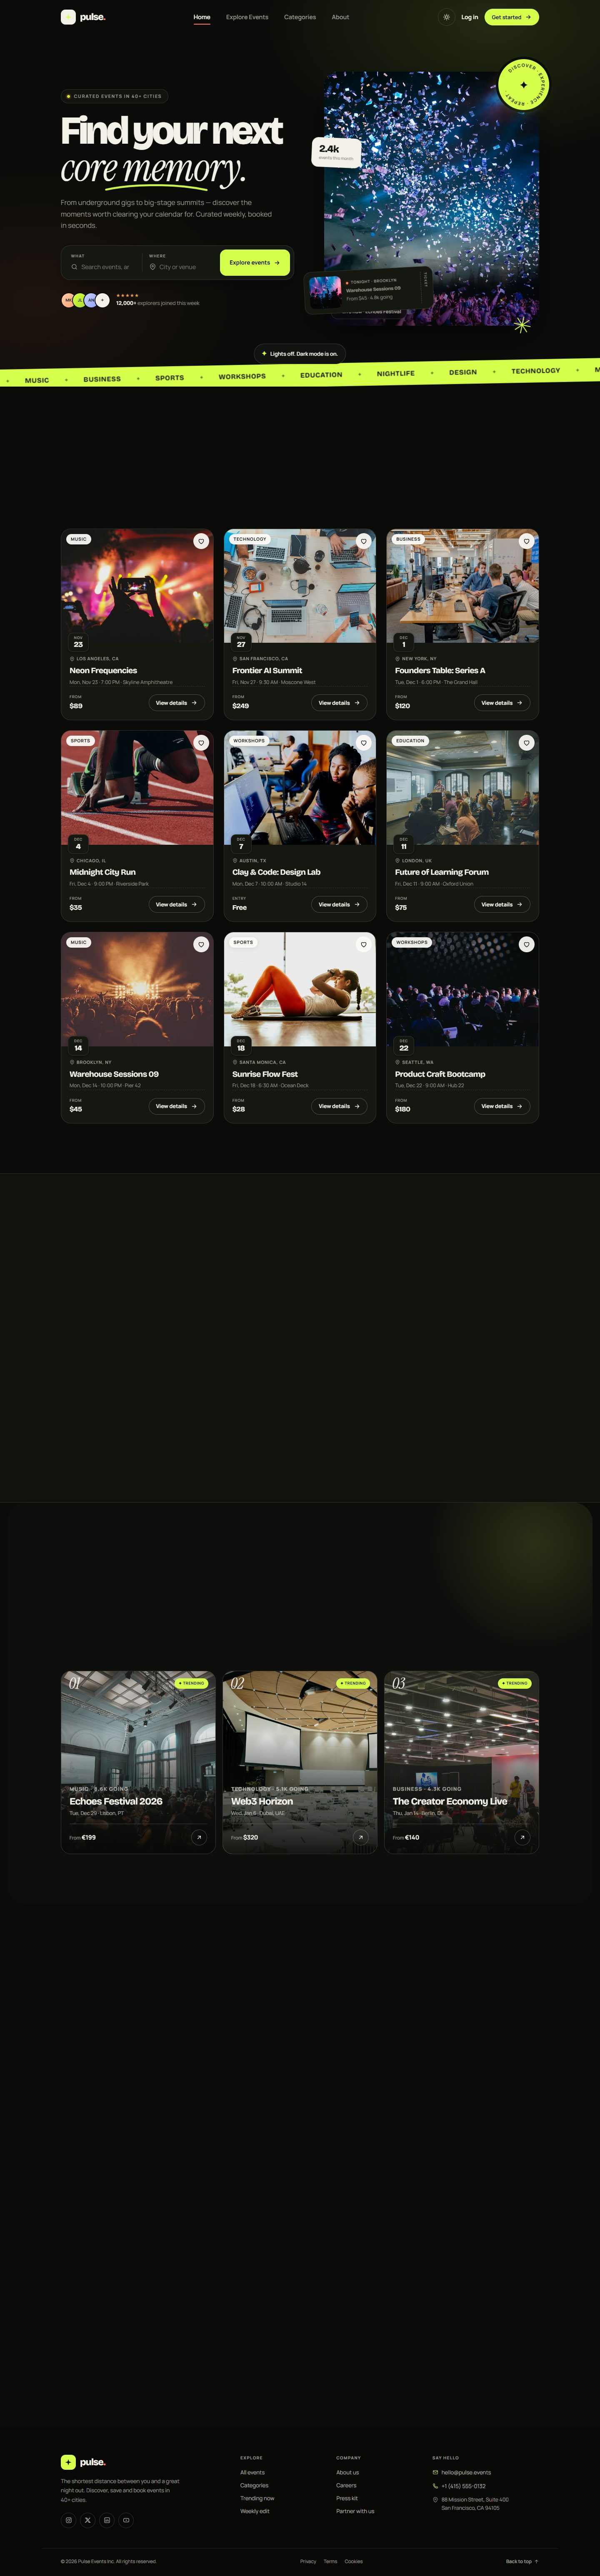 pulse.
Home
Explore Events
Categories
About
Log in
Get started
CURATED EVENTS IN 40+ CITIES
Find your next
core memory.
From underground gigs to big-stage summits — discover the
moments worth clearing your calendar for. Curated weekly, booked
in seconds.
WHAT
Search events, ar
WHERE
City or venue
Explore events
12,000+ explorers joined this week
DISCOVER · EXPERIENCE · REPEAT ·
2.4k
events this month
TONIGHT · BROOKLYN
Warehouse Sessions 09
From $45 · 4.8k going
Lights off. Dark mode is on.
MUSIC
BUSINESS
SPORTS
WORKSHOPS
EDUCATION
NIGHTLIFE
DESIGN
TECHNOLOGY
MUSIC
NOV
23
LOS ANGELES, CA
Neon Frequencies
Mon, Nov 23 · 7:00 PM · Skyline Amphitheatre
FROM
$89
View details
TECHNOLOGY
NOV
27
SAN FRANCISCO, CA
Frontier AI Summit
Fri, Nov 27 · 9:30 AM · Moscone West
FROM
$249
View details
BUSINESS
DEC
1
NEW YORK, NY
Founders Table: Series A
Tue, Dec 1 · 6:00 PM · The Grand Hall
FROM
$120
View details
SPORTS
DEC
4
CHICAGO, IL
Midnight City Run
Fri, Dec 4 · 9:00 PM · Riverside Park
FROM
$35
View details
WORKSHOPS
DEC
7
AUSTIN, TX
Clay & Code: Design Lab
Mon, Dec 7 · 10:00 AM · Studio 14
ENTRY
Free
View details
EDUCATION
DEC
11
LONDON, UK
Future of Learning Forum
Fri, Dec 11 · 9:00 AM · Oxford Union
FROM
$75
View details
MUSIC
DEC
14
BROOKLYN, NY
Warehouse Sessions 09
Mon, Dec 14 · 10:00 PM · Pier 42
FROM
$45
View details
SPORTS
DEC
18
SANTA MONICA, CA
Sunrise Flow Fest
Fri, Dec 18 · 6:30 AM · Ocean Deck
FROM
$28
View details
WORKSHOPS
DEC
22
SEATTLE, WA
Product Craft Bootcamp
Tue, Dec 22 · 9:00 AM · Hub 22
FROM
$180
View details
01
TRENDING
MUSIC · 8.6K GOING
Echoes Festival 2026
Tue, Dec 29 · Lisbon, PT
From €199
02
TRENDING
TECHNOLOGY · 5.1K GOING
Web3 Horizon
Wed, Jan 6 · Dubai, UAE
From $320
03
TRENDING
BUSINESS · 4.3K GOING
The Creator Economy Live
Thu, Jan 14 · Berlin, DE
From €140
pulse.
The shortest distance between you and a great
night out. Discover, save and book events in
40+ cities.
EXPLORE
All events
Categories
Trending now
Weekly edit
COMPANY
About us
Careers
Press kit
Partner with us
SAY HELLO
hello@pulse.events
+1 (415) 555-0132
88 Mission Street, Suite 400
San Francisco, CA 94105
© 2026 Pulse Events Inc. All rights reserved.
Privacy
Terms
Cookies
Back to top